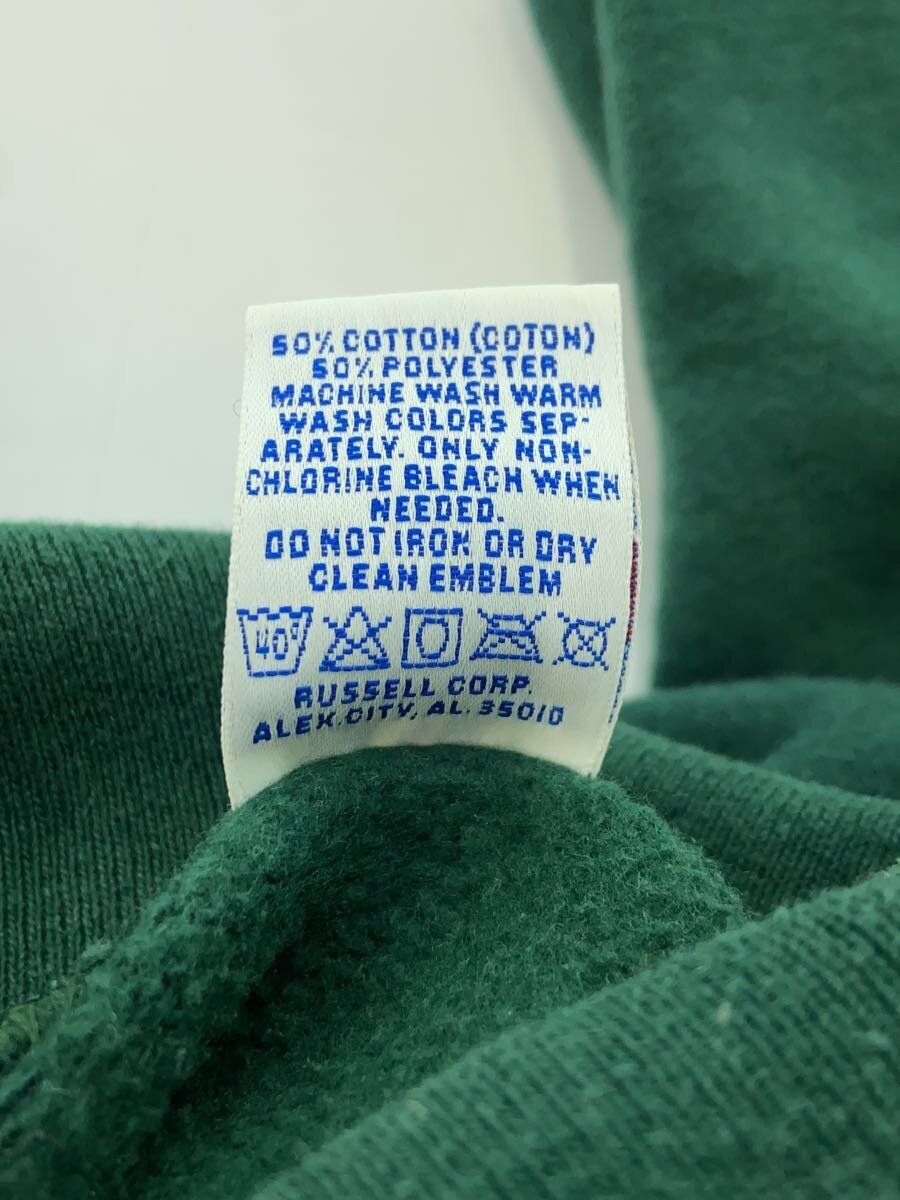 50% COTTON (COTON)
50% POLYESTER
MACHINE WASH WARM
WASH COLORS SEP-
ARATELY. ONLY NON-
CHLORINE BLEACH WHEN
NEEDED.
DO NOT IRON OR DRY
CLEAN EMBLEM
40°
RUSSELL CORP.
ALEX. CITY, AL. 35010